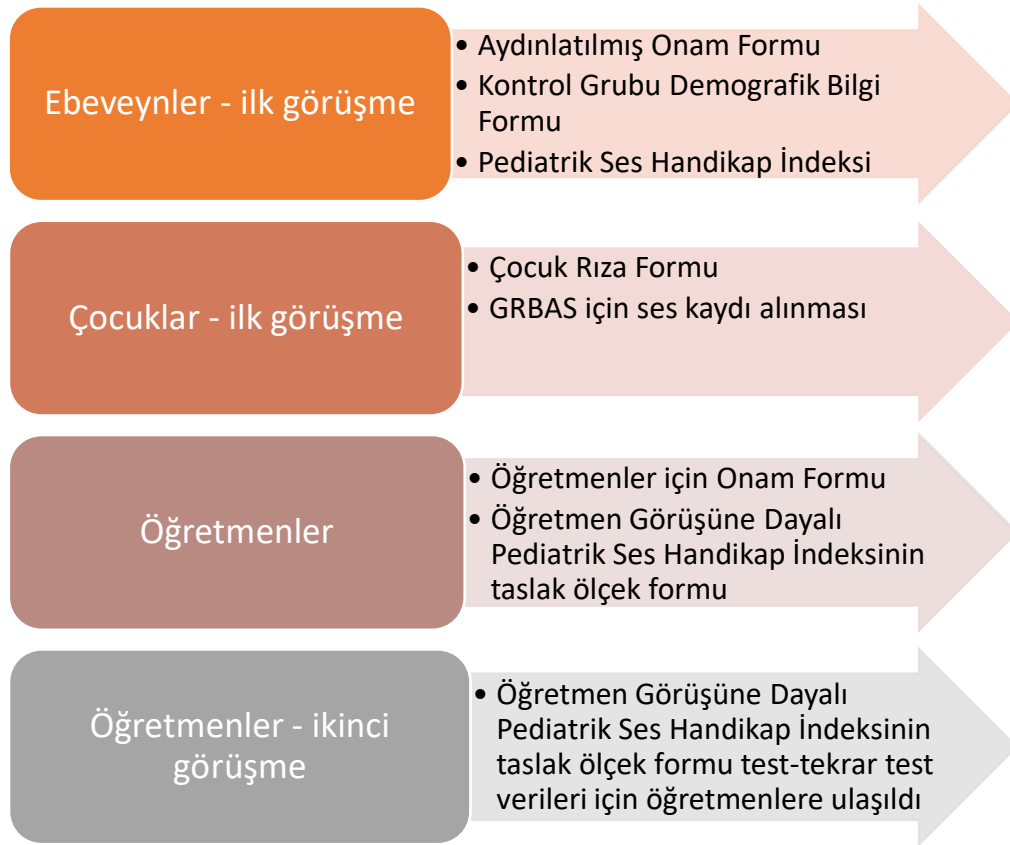 Ebeveynler - ilk görüşme
• Aydınlatılmış Onam Formu
• Kontrol Grubu Demografik Bilgi
Formu
• Pediatrik Ses Handikap İndeksi
Çocuklar - ilk görüşme
• Çocuk Rıza Formu
• GRBAS için ses kaydı alınması
Öğretmenler
• Öğretmenler için Onam Formu
• Öğretmen Görüşüne Dayalı
Pediatrik Ses Handikap İndeksinin
taslak ölçek formu
Öğretmenler - ikinci
görüşme
• Öğretmen Görüşüne Dayalı
Pediatrik Ses Handikap İndeksinin
taslak ölçek formu test-tekrar test
verileri için öğretmenlere ulaşıldı